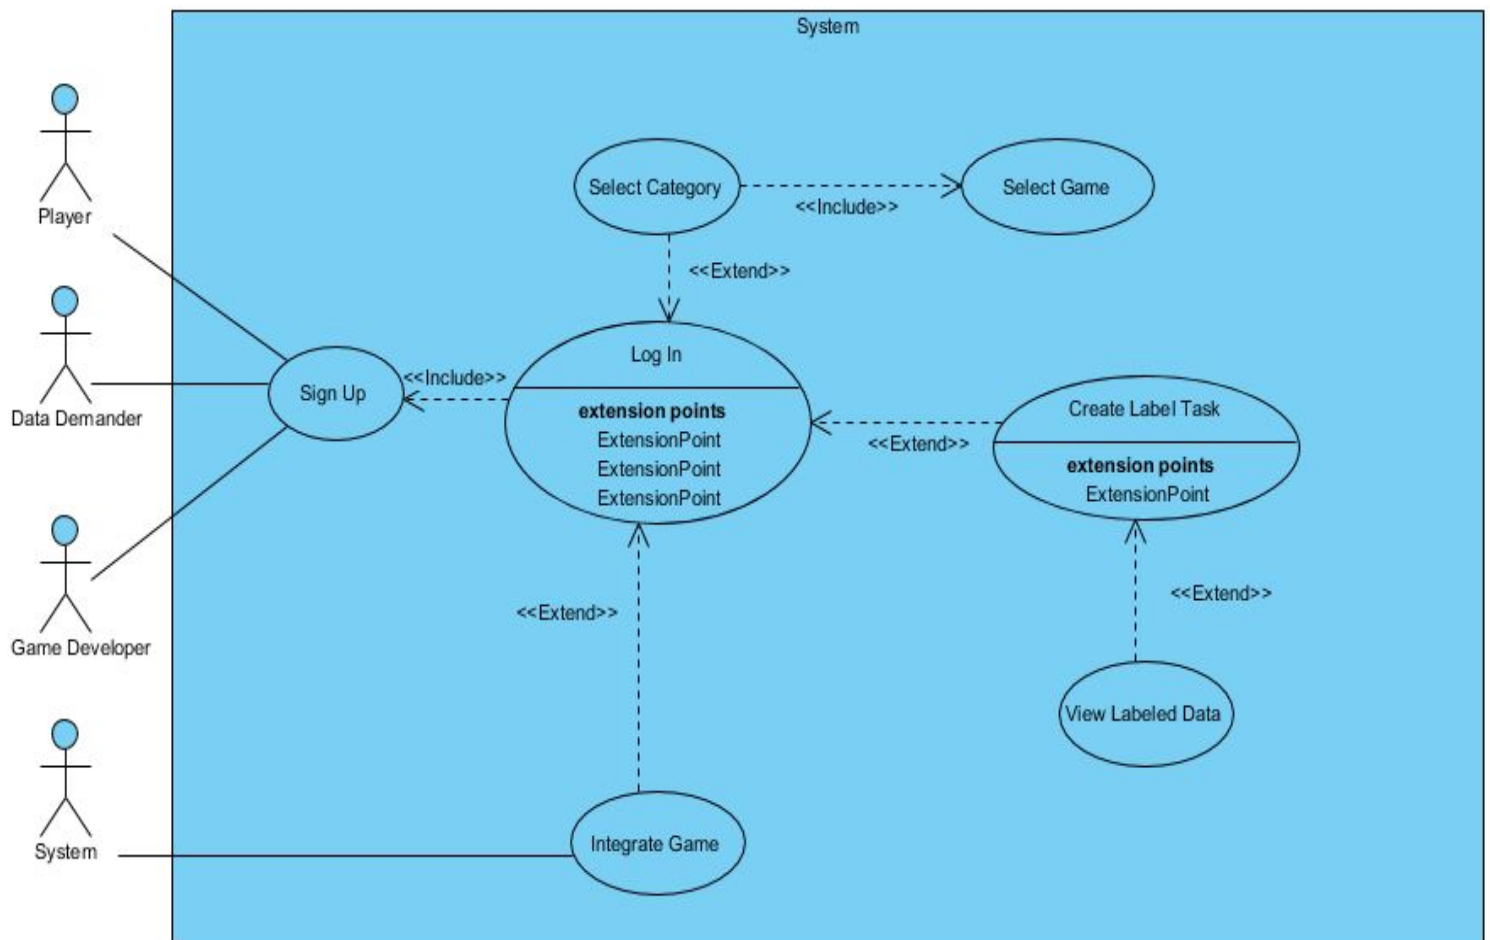 System
Player
Select Category
<<Include>>
Select Game
<<Extend>>
Data Demander
Sign Up
<<Include>>
Log In
extension points
ExtensionPoint
ExtensionPoint
ExtensionPoint
<<Extend>>
Create Label Task
extension points
ExtensionPoint
Game Developer
<<Extend>>
<<Extend>>
View Labeled Data
System
Integrate Game